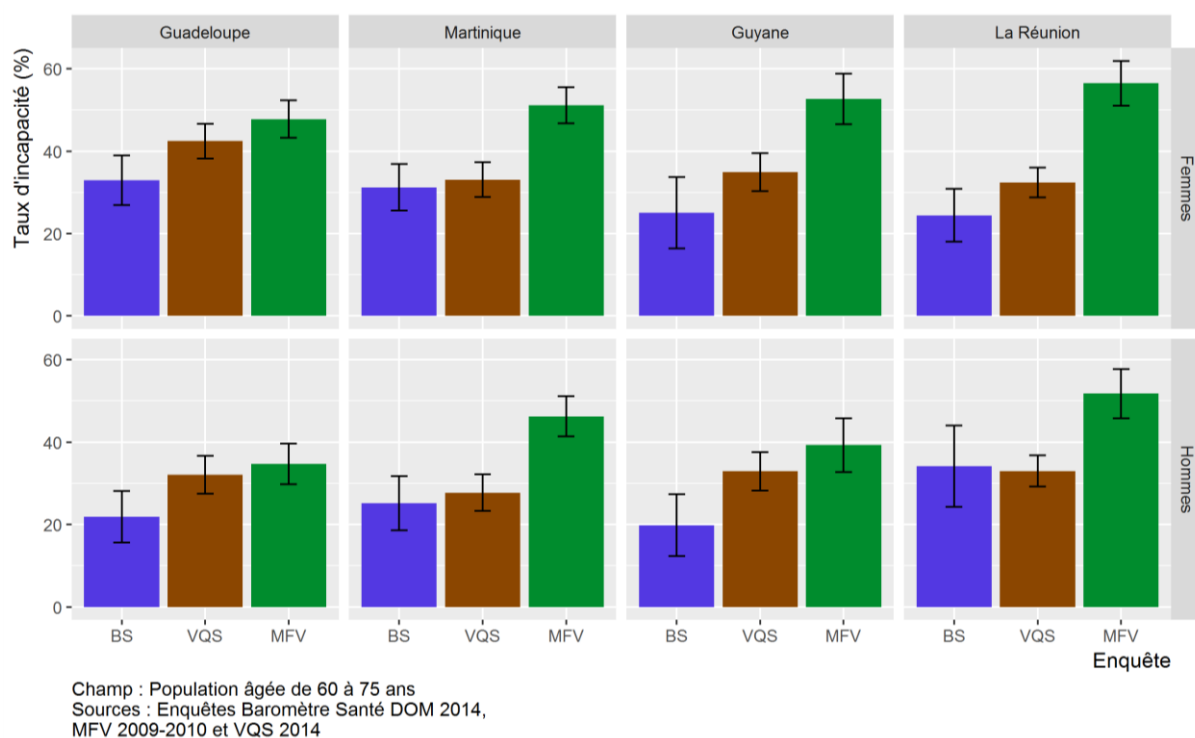 Guadeloupe Martinique Guyane La Réunion
Taux d'incapacité (%)
60
40
20
0
Femmes
60
40
20
0
Hommes
BS VQS MFV BS VQS MFV BS VQS MFV BS VQS MFV
Enquête
Champ : Population âgée de 60 à 75 ans
Sources : Enquêtes Baromètre Santé DOM 2014,
MFV 2009-2010 et VQS 2014